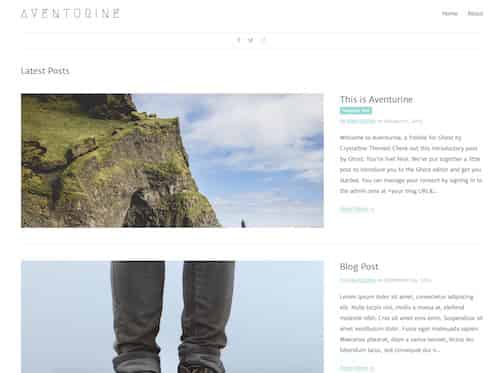 AVENTURINE
Home About
Latest Posts
This is Aventurine
Welcome to Aventurine, a Theme for Ghost by
Crystalline Themes! Check out this introductory post
by Ghost. You're live! Nice. We've put together a little
post to introduce you to the Ghost editor and get you
started. You can manage your content by signing in to
the admin area at <your blog URL&...
Read More »
Blog Post
Lorem ipsum dolor sit amet, consectetur adipiscing
elit. Nulla turpis nisl, mollis a massa at, eleifend
molestie nibh. Cras sit amet eros enim. Suspendisse sit
amet vestibulum dolor. Fusce eget malesuada sapien.
Maecenas placerat, diam a varius laoreet, lectus leo
bibendum lacus, sed consequat dui n...
Read More »